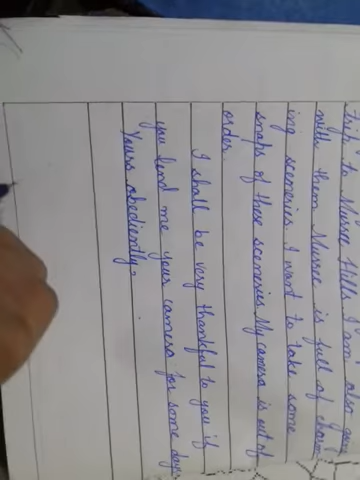 trip to Murree Hills. I am also goin
with them Murree is full of charm
ing sceneries. I want to take some
snaps of these sceneries. My camera is out of
order.
I shall be very thankful to you if
you lend me your camera for some days
Yours obediently,